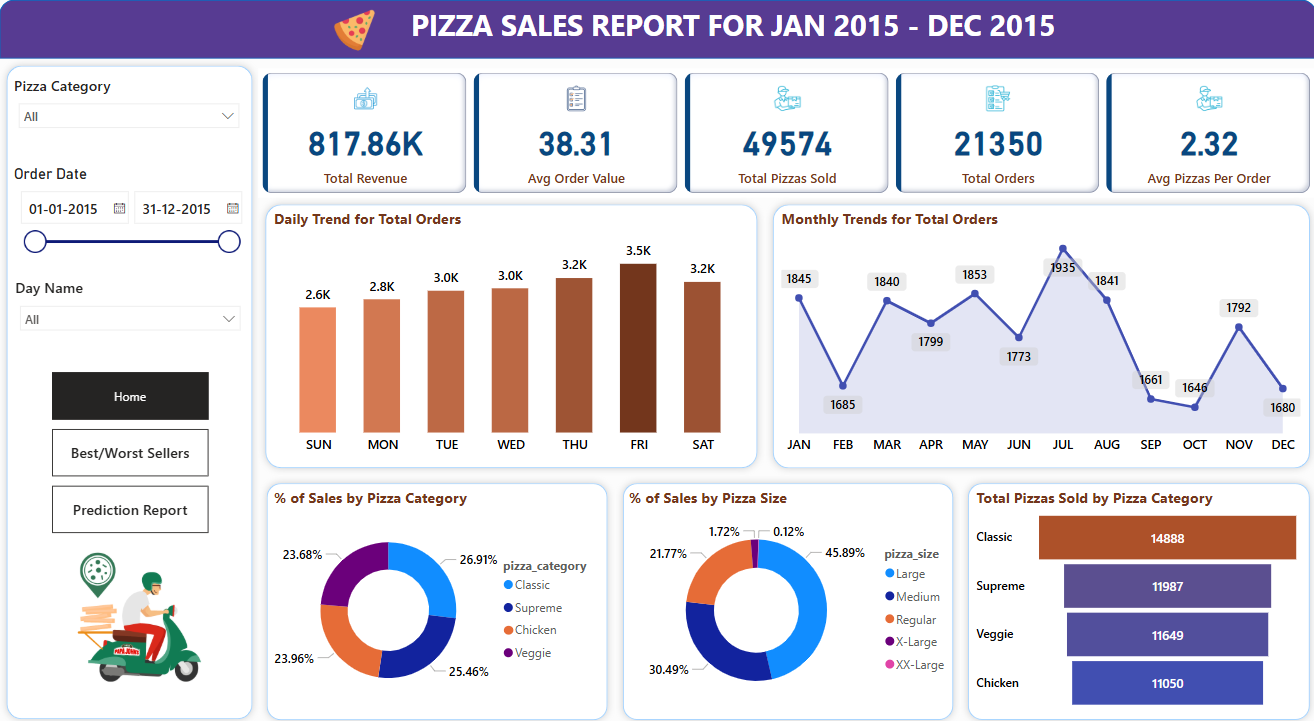 PIZZA SALES REPORT FOR JAN 2015 - DEC 2015
Pizza Category
All
Order Date
01-01-2015 31-12-2015
Day Name
All
Home
Best/Worst Sellers
Prediction Report
PAPA JOHNS
817.86K
Total Revenue
38.31
Avg Order Value
49574
Total Pizzas Sold
21350
Total Orders
2.32
Avg Pizzas Per Order
Daily Trend for Total Orders
2.6K 2.8K 3.0K 3.0K 3.2K 3.5K 3.2K
SUN MON TUE WED THU FRI SAT
Monthly Trends for Total Orders
1845 1685 1840 1799 1853 1773 1935 1841 1661 1646 1792 1680
JAN FEB MAR APR MAY JUN JUL AUG SEP OCT NOV DEC
% of Sales by Pizza Category
23.68% 26.91%
23.96% 25.46%
pizza_category
Classic
Supreme
Chicken
Veggie
% of Sales by Pizza Size
1.72% 0.12%
21.77% 45.89%
30.49%
pizza_size
Large
Medium
Regular
X-Large
XX-Large
Total Pizzas Sold by Pizza Category
Classic 14888
Supreme 11987
Veggie 11649
Chicken 11050